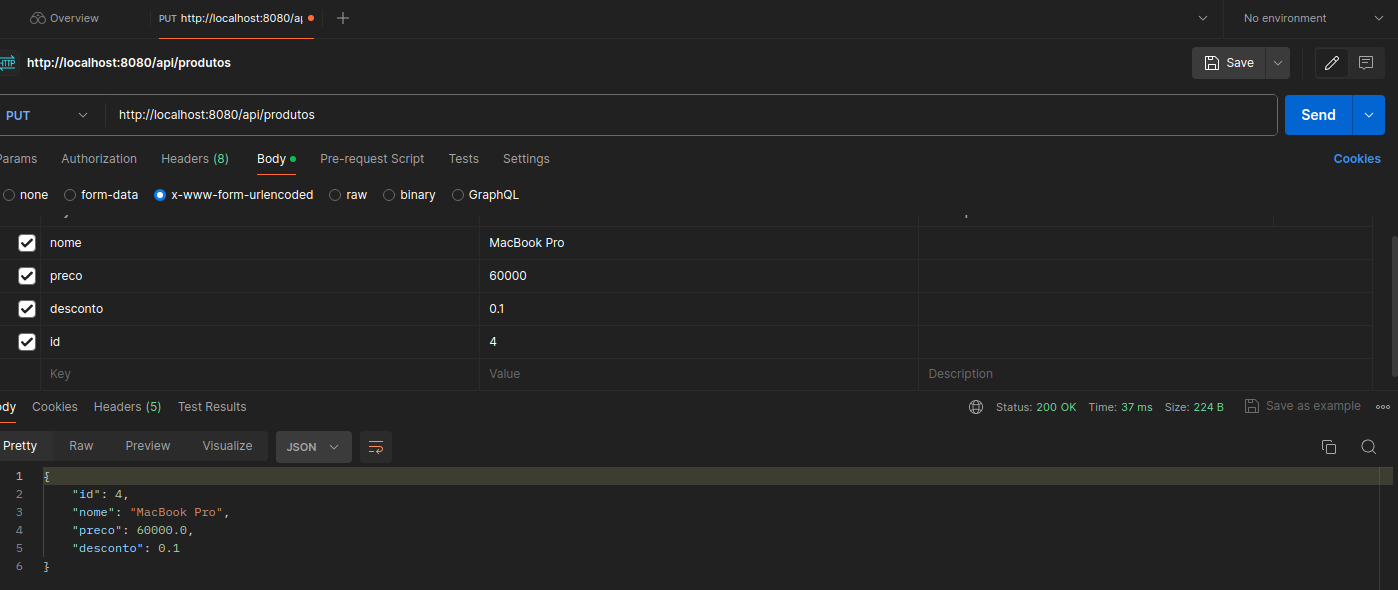 Overview
PUT http://localhost:8080/ap
No environment
HTTP
http://localhost:8080/api/produtos
Save
PUT
http://localhost:8080/api/produtos
Send
Params
Authorization
Headers (8)
Body
Pre-request Script
Tests
Settings
Cookies
none
form-data
x-www-form-urlencoded
raw
binary
GraphQL
nome
MacBook Pro
preco
60000
desconto
0.1
id
4
Key
Value
Description
ody
Cookies
Headers (5)
Test Results
Status: 200 OK
Time: 37 ms
Size: 224 B
Save as example
Pretty
Raw
Preview
Visualize
JSON
1 {
2 "id": 4,
3 "nome": "MacBook Pro",
4 "preco": 60000.0,
5 "desconto": 0.1
6 }